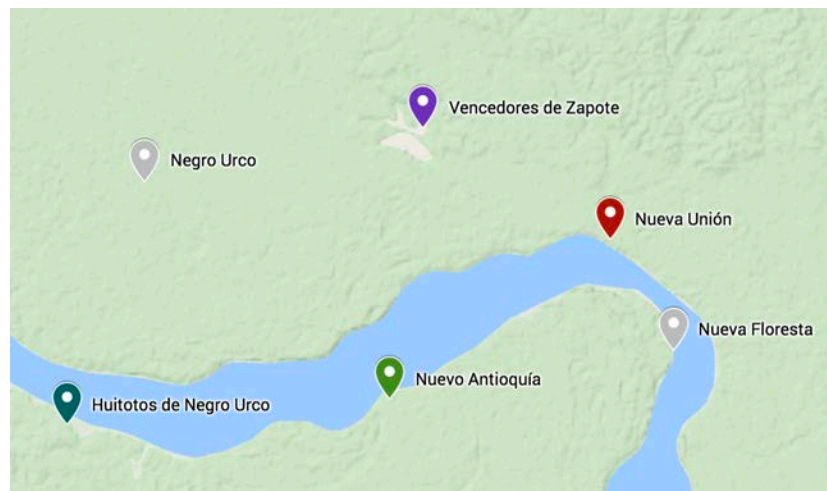 Vencedores de Zapote
Negro Urco
Nueva Unión
Nueva Floresta
Nuevo Antioquía
Huitotos de Negro Urco